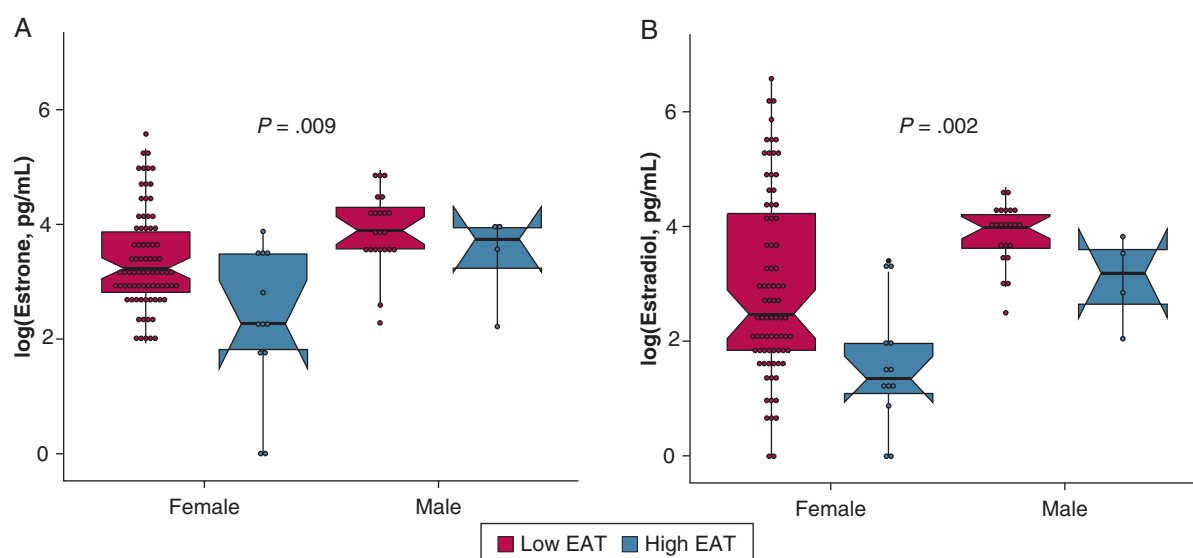 A
log(Estrone, pg/mL)
6
4
2
0
P = .009
Female
Male
B
log(Estradiol, pg/mL)
6
4
2
0
P = .002
Female
Male
Low EAT
High EAT